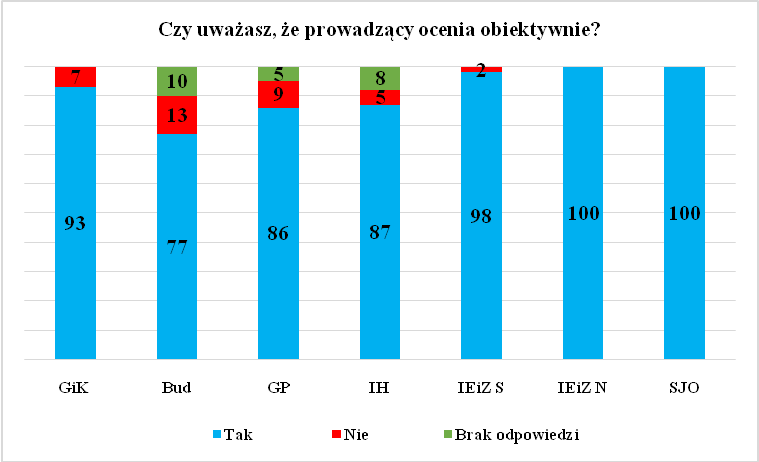 Czy uważasz, że prowadzący ocenia obiektywnie?
7 10 5 8 2
13 9 5
93 77 86 87 98 100 100
GiK Bud GP IH IEiZ S IEiZ N SJO
Tak Nie Brak odpowiedzi